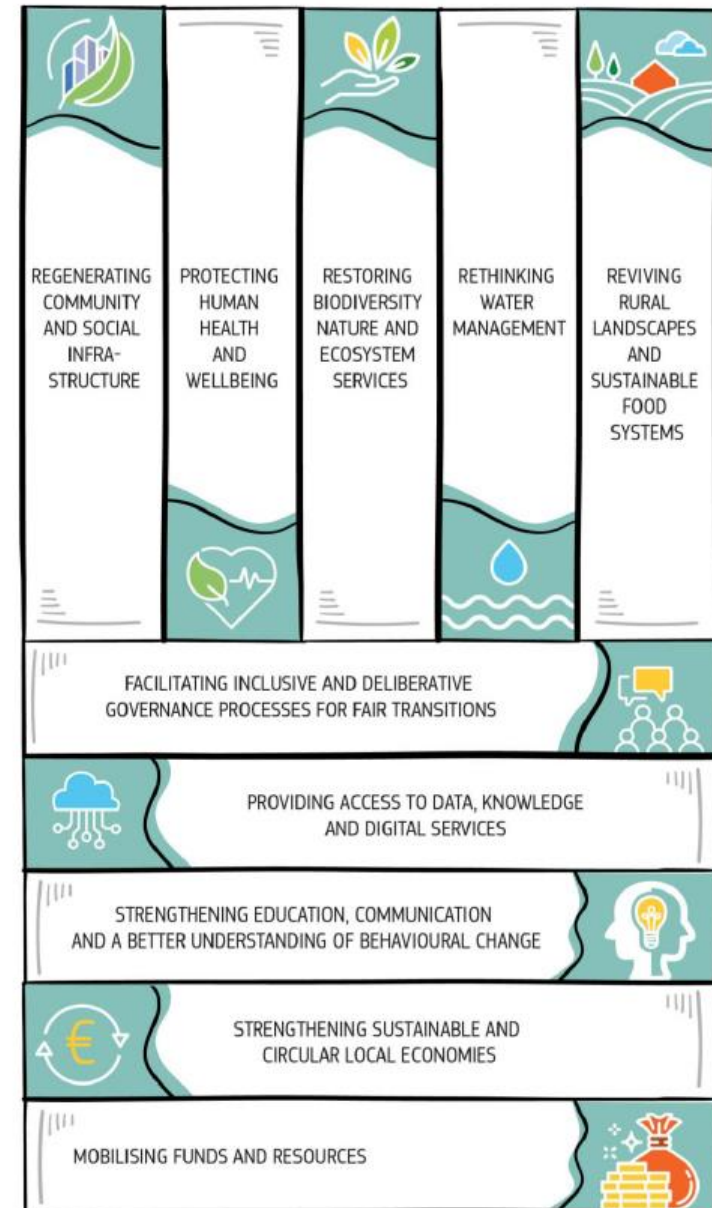 REGENERATING
COMMUNITY
AND SOCIAL
INFRA-
STRUCTURE
PROTECTING
HUMAN
HEALTH
AND
WELLBEING
RESTORING
BIODIVERSITY
NATURE AND
ECOSYSTEM
SERVICES
RETHINKING
WATER
MANAGEMENT
REVIVING
RURAL
LANDSCAPES
AND
SUSTAINABLE
FOOD
SYSTEMS
FACILITATING INCLUSIVE AND DELIBERATIVE
GOVERNANCE PROCESSES FOR FAIR TRANSITIONS
PROVIDING ACCESS TO DATA, KNOWLEDGE
AND DIGITAL SERVICES
STRENGTHENING EDUCATION, COMMUNICATION
AND A BETTER UNDERSTANDING OF BEHAVIOURAL CHANGE
€
STRENGTHENING SUSTAINABLE AND
CIRCULAR LOCAL ECONOMIES
MOBILISING FUNDS AND RESOURCES